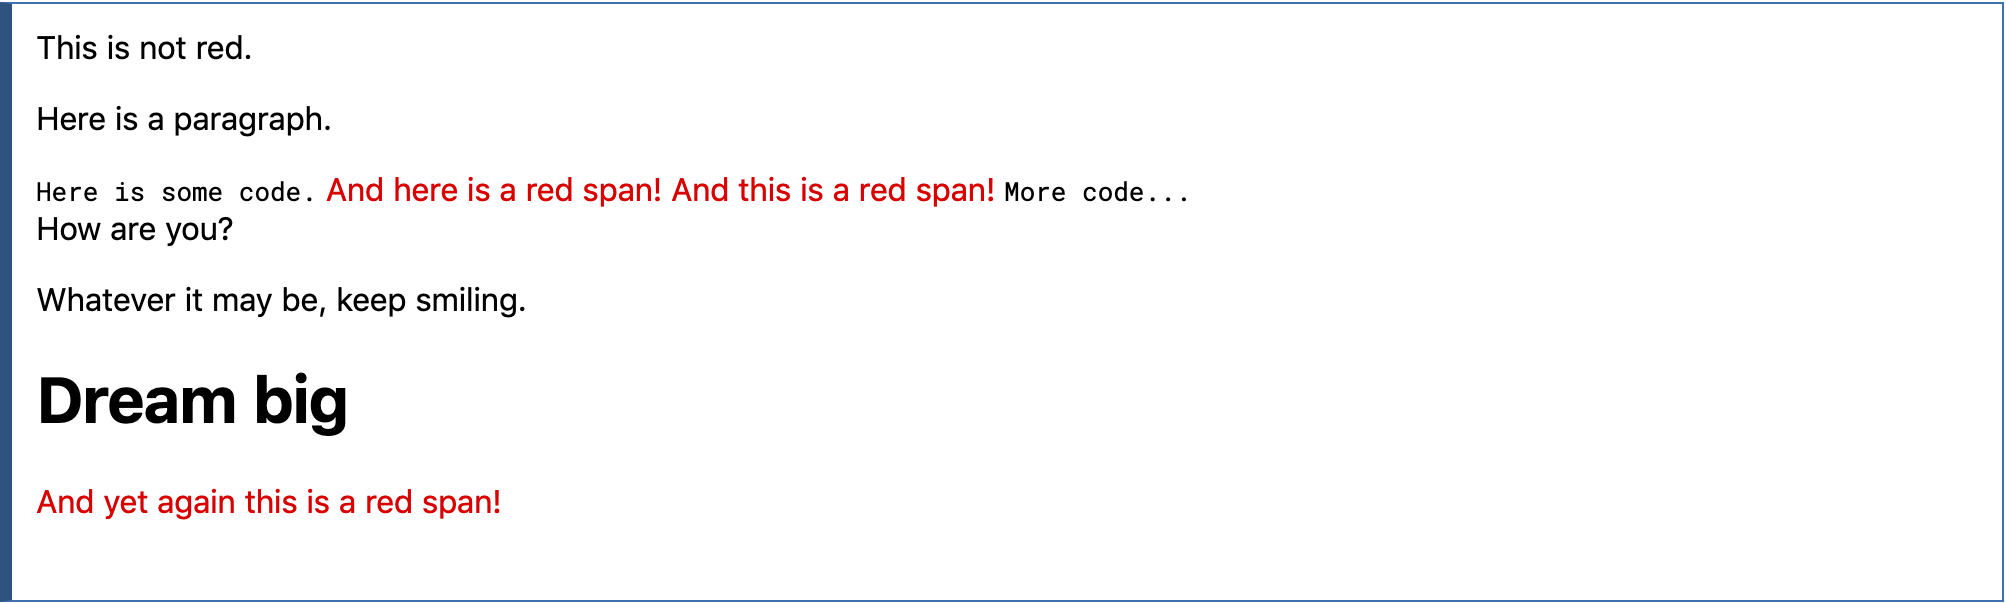 This is not red.
Here is a paragraph.
Here is some code. And here is a red span! And this is a red span! More code...
How are you?
Whatever it may be, keep smiling.
Dream big
And yet again this is a red span!